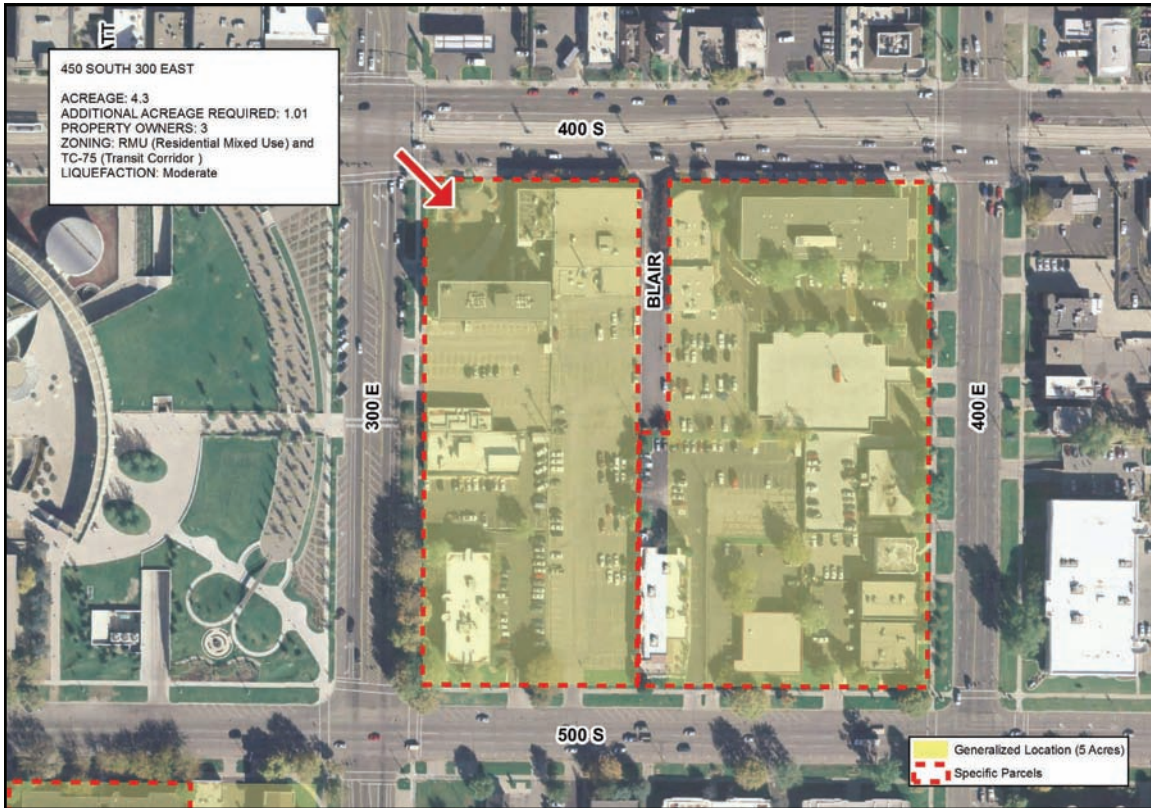 ATT
450 SOUTH 300 EAST
ACREAGE: 4.3
ADDITIONAL ACREAGE REQUIRED: 1.01
PROPERTY OWNERS: 3
ZONING: RMU (Residential Mixed Use) and
TC-75 (Transit Corridor )
LIQUEFACTION: Moderate
400 S
BLAIR
300 E
400 E
500 S
Generalized Location (5 Acres)
Specific Parcels